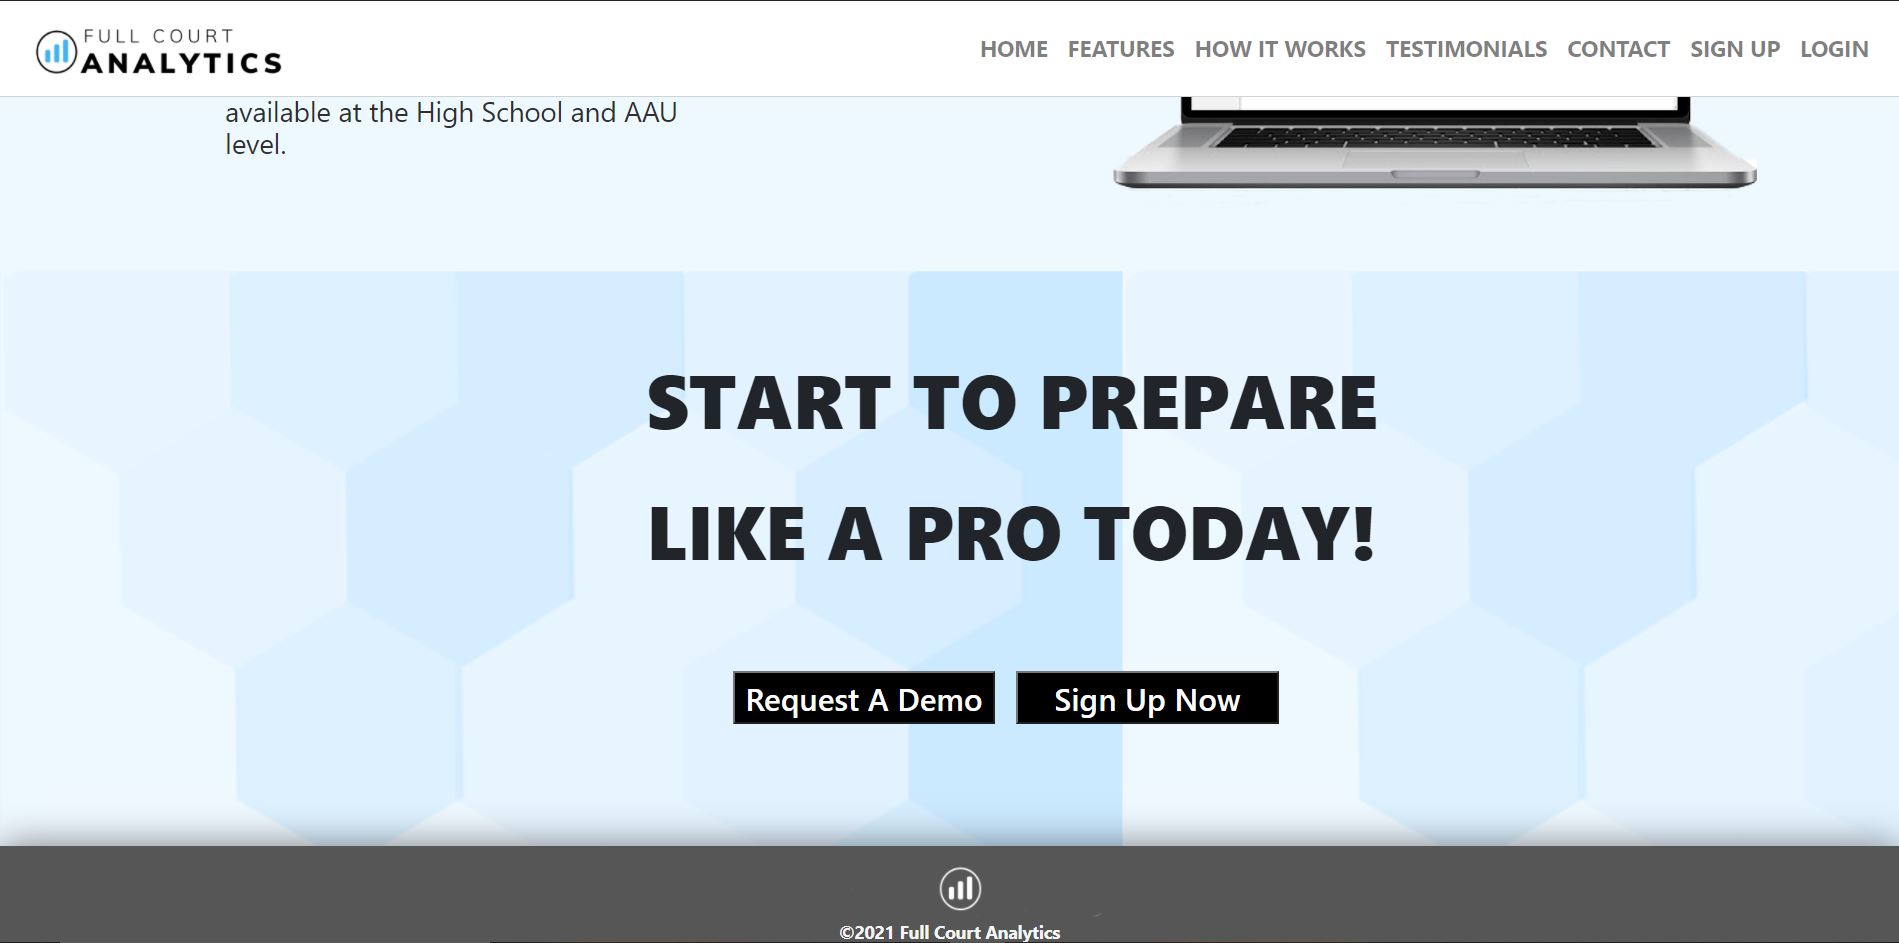 FULL COURT
ANALYTICS
HOME FEATURES HOW IT WORKS TESTIMONIALS CONTACT SIGN UP LOGIN
available at the High School and AAU
level.
START TO PREPARE
LIKE A PRO TODAY!
Request A Demo Sign Up Now
©2021 Full Court Analytics